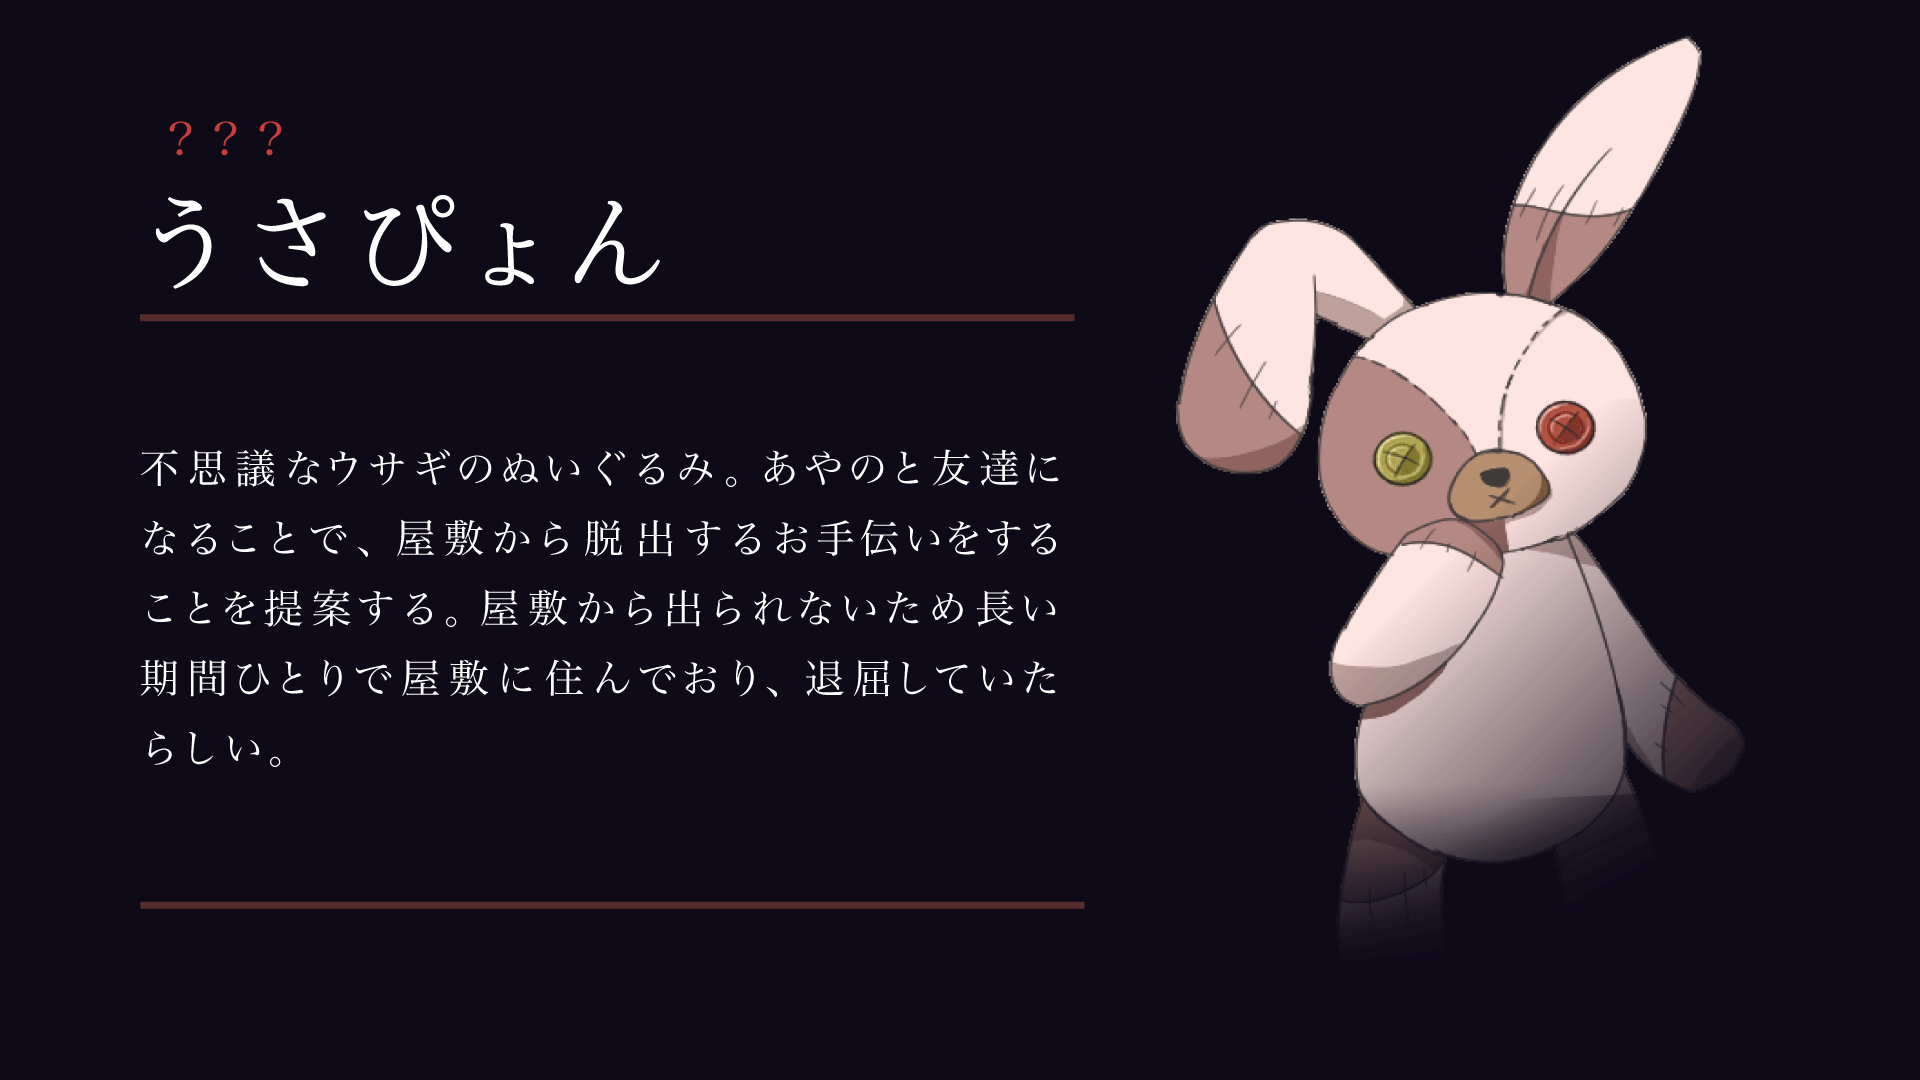 ？？？
うさぴょん
不思議なウサギのぬいぐるみ。あやのと友達に
なることで、屋敷から脱出するお手伝いをする
ことを提案する。屋敷から出られないため長い
期間ひとりで屋敷に住んでおり、退屈していた
らしい。